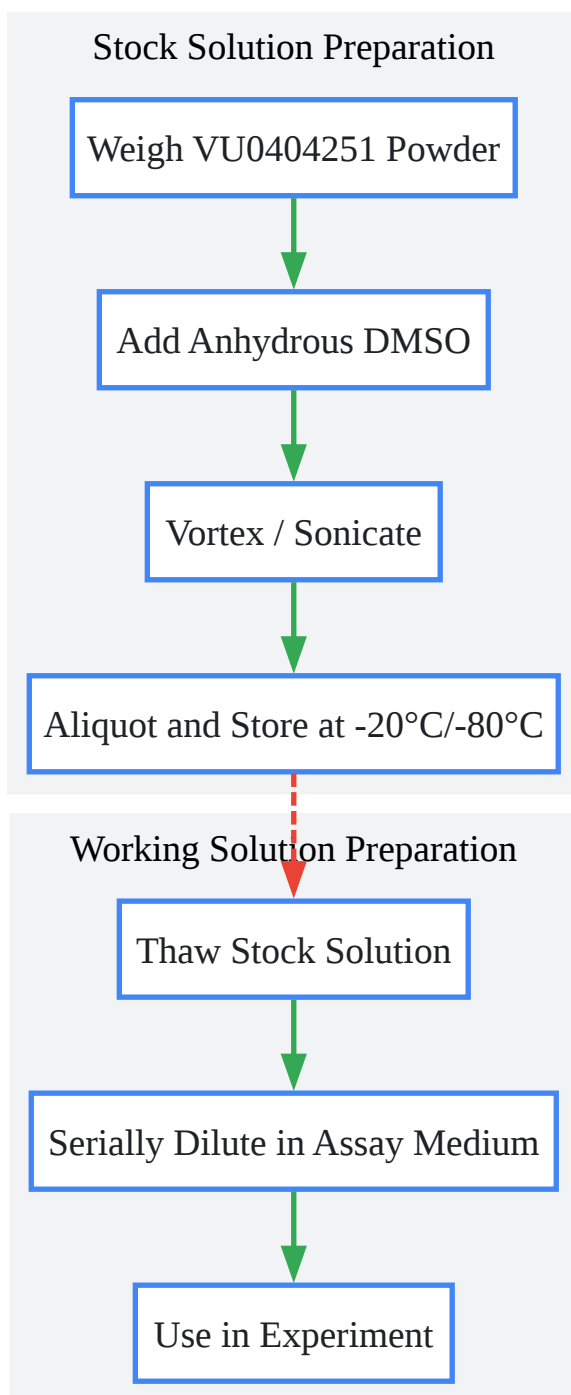 Stock Solution Preparation
Weigh VU0404251 Powder
Add Anhydrous DMSO
Vortex / Sonicate
Aliquot and Store at -20°C/-80°C
Working Solution Preparation
Thaw Stock Solution
Serially Dilute in Assay Medium
Use in Experiment